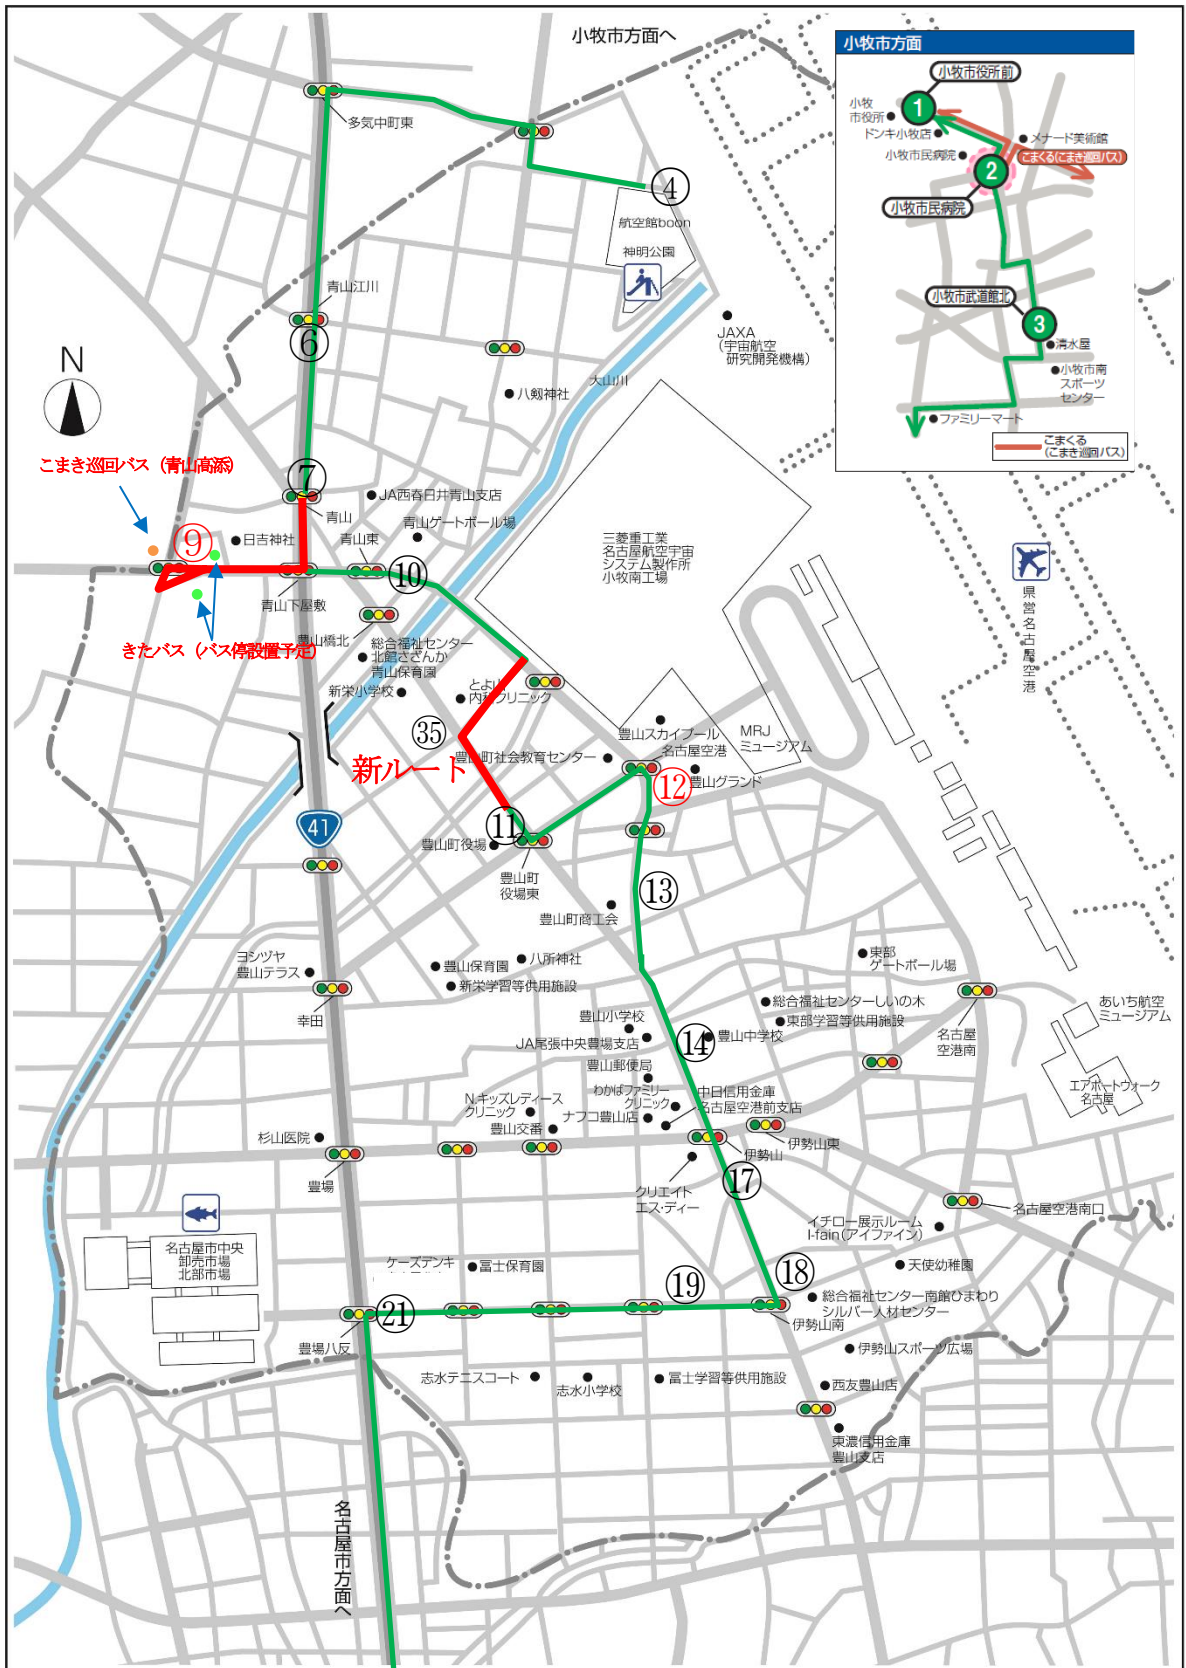 小牧市方面へ
小牧市方面
小牧市役所前
1
小牧
市役所
ドンキ小牧店
メナード美術館
小牧市民病院
こまくる(こまき巡回バス)
2
小牧市民病院
小牧市武道館北
3
清水屋
小牧市南
スポーツ
センター
ファミリーマート
こまくる
(こまき巡回バス)
多気中町東
④
航空館boon
神明公園
青山江川
⑥
JAXA
(宇宙航空
研究開発機構)
大山川
八剱神社
N
こまき巡回バス（青山高添）
⑦
青山
JA西春日井青山支店
青山ゲートボール場
⑨
日吉神社
青山東
⑩
三菱重工業
名古屋航空宇宙
システム製作所
小牧南工場
県営名古屋空港
青山下屋敷
きたバス（バス停設置予定）
豊山橋北
総合福祉センター
北館さざんか
青山保育園
新栄小学校
とよ山
内科クリニック
㉟
新ルート
豊山町社会教育センター
豊山スカイプール
名古屋空港
MRJ
ミュージアム
豊山グランド
⑫
41
⑪
豊山町役場
豊山町
役場東
⑬
豊山町商工会
ヨシヅヤ
豊山テラス
豊山保育園
八所神社
新栄学習等供用施設
幸田
東部
ゲートボール場
総合福祉センターしいの木
東部学習等供用施設
名古屋
空港南
あいち航空
ミュージアム
豊山小学校
JA尾張中央豊場支店
⑭
豊山中学校
豊山郵便局
わかばファミリー
クリニック
中日信用金庫
名古屋空港前支店
エアポートウォーク
名古屋
N キッズレディース
クリニック
ナフコ豊山店
豊山交番
杉山医院
伊勢山
伊勢山東
豊場
クリエイト
エス・ディー
⑰
名古屋空港南口
イチロー展示ルーム
I-fain(アイファイン)
名古屋市中央
卸売市場
北部市場
ケーズデンキ
冨士保育園
天使幼稚園
⑱
⑲
総合福祉センター南館ひまわり
シルバー人材センター
伊勢山南
㉑
豊場八反
伊勢山スポーツ広場
志水テニスコート
志水小学校
冨士学習等供用施設
西友豊山店
東濃信用金庫
豊山支店
名古屋市方面へ